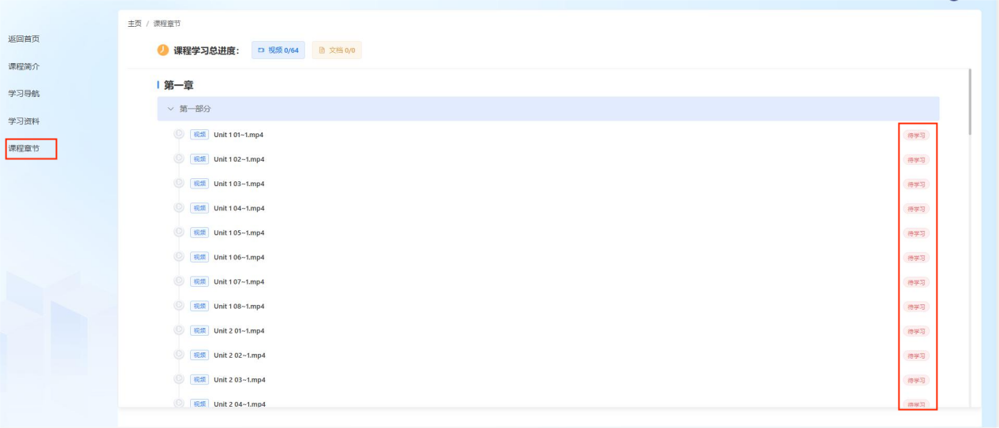 主页 / 课程章节
返回首页
课程简介
学习导航
学习资料
课程章节
课程学习总进度：
视频 0/64
文档 0/0
第一章
第一部分
视频 Unit 1 01~1.mp4 待学习
视频 Unit 1 02~1.mp4 待学习
视频 Unit 1 03~1.mp4 待学习
视频 Unit 1 04~1.mp4 待学习
视频 Unit 1 05~1.mp4 待学习
视频 Unit 1 06~1.mp4 待学习
视频 Unit 1 07~1.mp4 待学习
视频 Unit 1 08~1.mp4 待学习
视频 Unit 2 01~1.mp4 待学习
视频 Unit 2 02~1.mp4 待学习
视频 Unit 2 03~1.mp4 待学习
视频 Unit 2 04~1.mp4 待学习